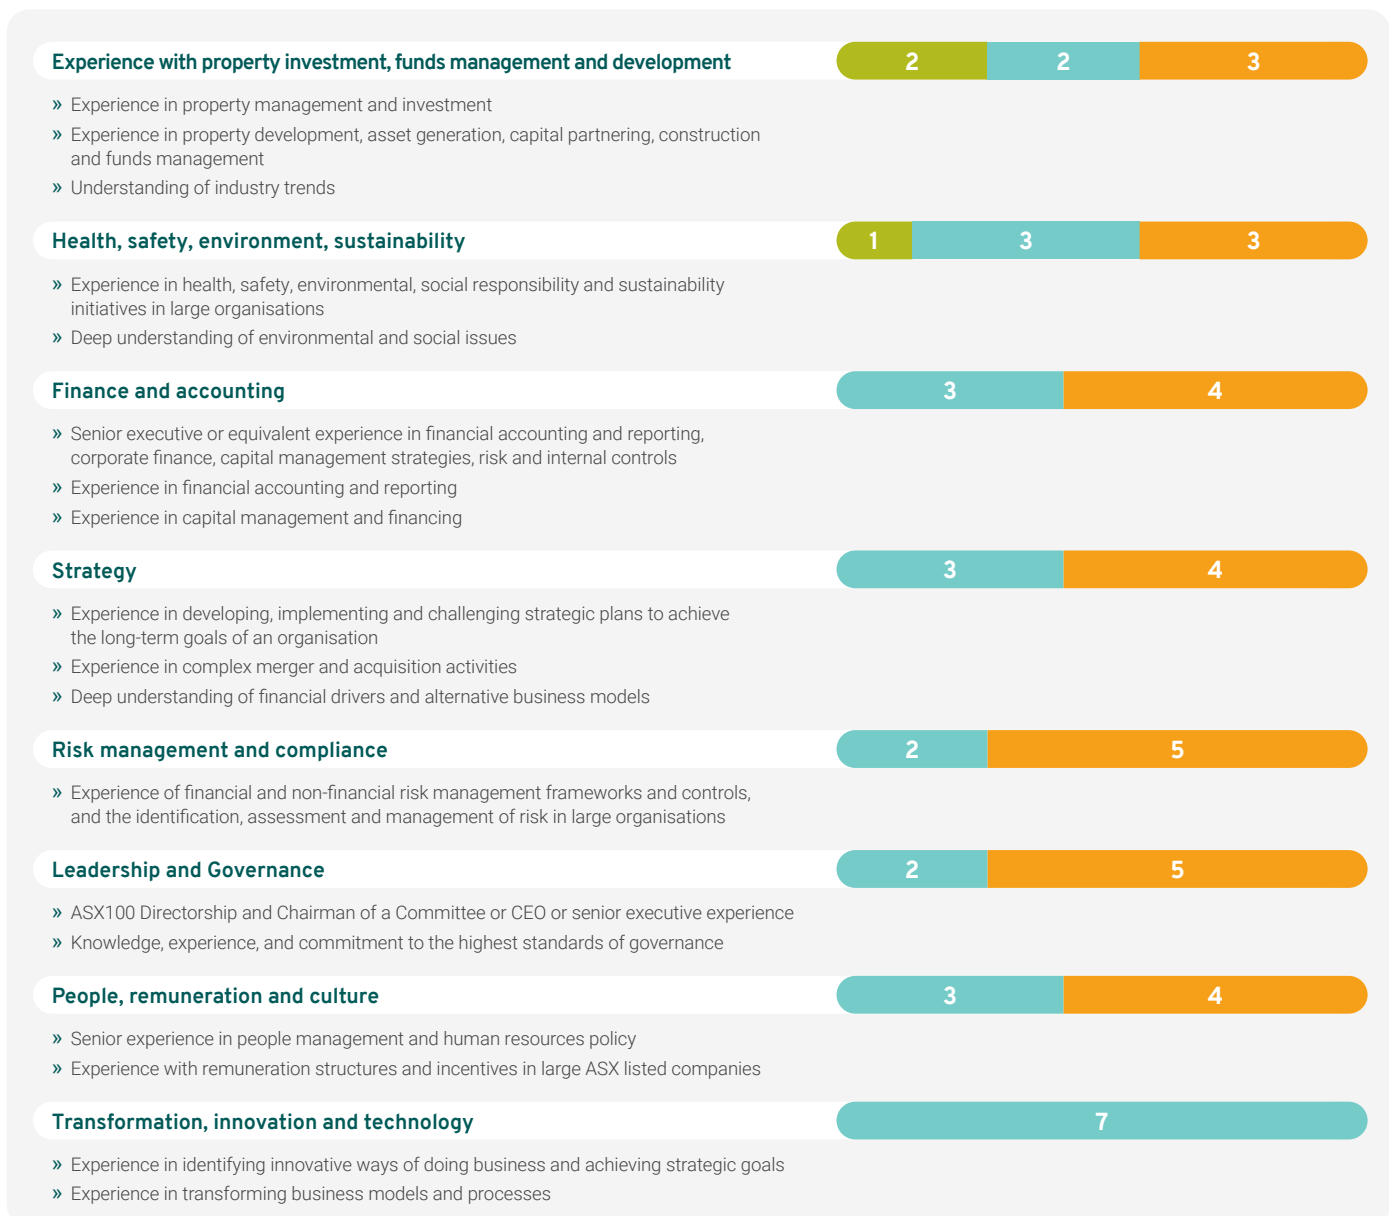 Experience with property investment, funds management and development 2 2 3
» Experience in property management and investment
» Experience in property development, asset generation, capital partnering, construction
and funds management
» Understanding of industry trends
Health, safety, environment, sustainability 1 3 3
» Experience in health, safety, environmental, social responsibility and sustainability
initiatives in large organisations
» Deep understanding of environmental and social issues
Finance and accounting 3 4
» Senior executive or equivalent experience in financial accounting and reporting,
corporate finance, capital management strategies, risk and internal controls
» Experience in financial accounting and reporting
» Experience in capital management and financing
Strategy 3 4
» Experience in developing, implementing and challenging strategic plans to achieve
the long-term goals of an organisation
» Experience in complex merger and acquisition activities
» Deep understanding of financial drivers and alternative business models
Risk management and compliance 2 5
» Experience of financial and non-financial risk management frameworks and controls,
and the identification, assessment and management of risk in large organisations
Leadership and Governance 2 5
» ASX100 Directorship and Chairman of a Committee or CEO or senior executive experience
» Knowledge, experience, and commitment to the highest standards of governance
People, remuneration and culture 3 4
» Senior experience in people management and human resources policy
» Experience with remuneration structures and incentives in large ASX listed companies
Transformation, innovation and technology 7
» Experience in identifying innovative ways of doing business and achieving strategic goals
» Experience in transforming business models and processes